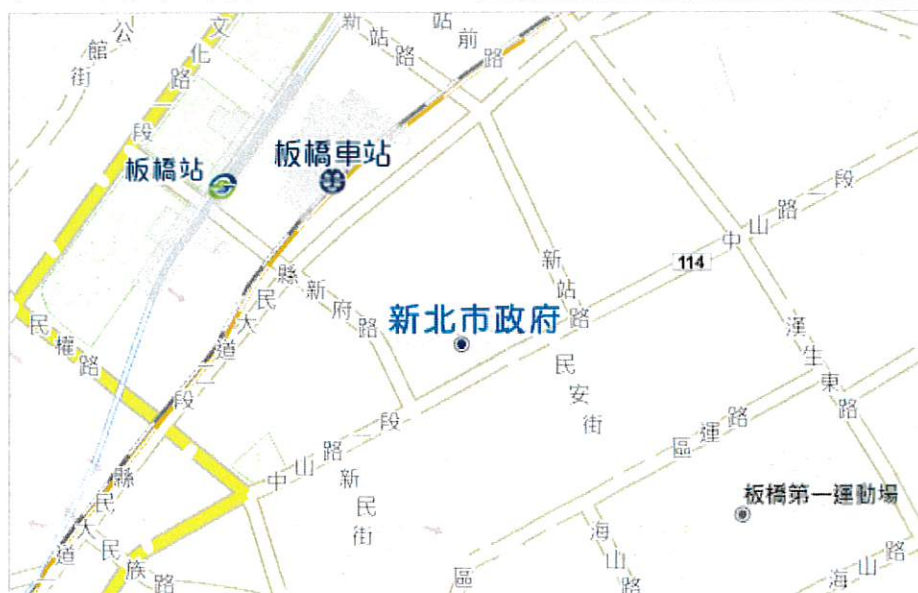 公館街
文化路一段
新站路
站前路
板橋站
板橋車站
中山路一段
114
新站路
縣民大道二段
新府路
新北市政府
民權路
漢生東路
民安街
區運路
中山路一段
新民街
縣民大道二
板橋第一運動場
民族路
海山路
區
海山路